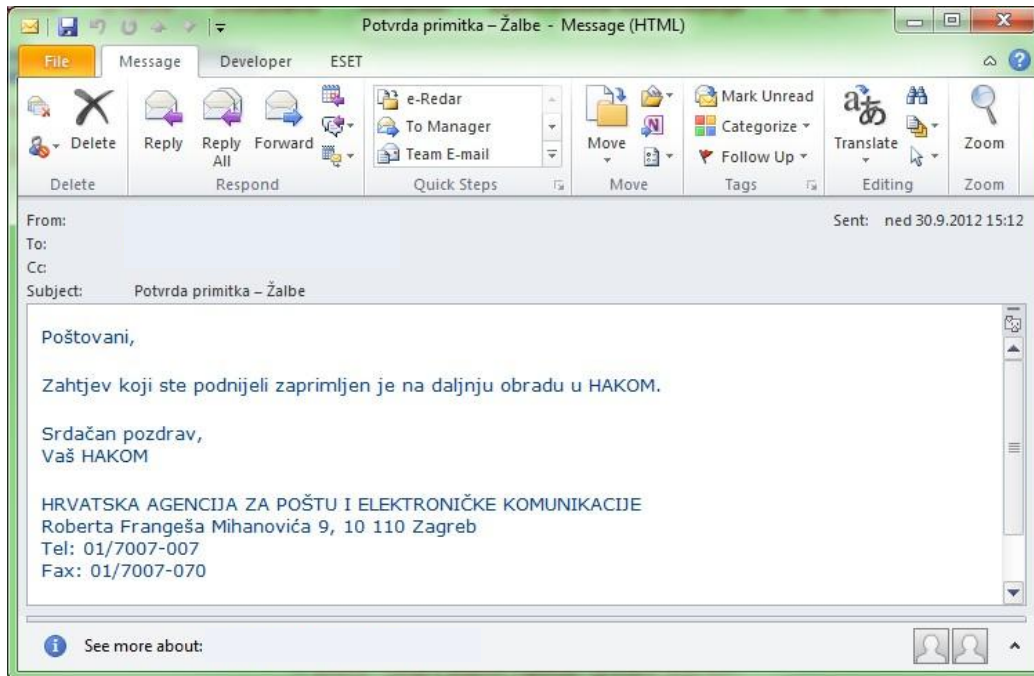 Potvrda primitka – Žalbe - Message (HTML)
File Message Developer ESET
Delete
Reply
Reply All
Forward
e-Redar
To Manager
Team E-mail
Move
Mark Unread
Categorize
Follow Up
Translate
Zoom
Delete Respond Quick Steps Move Tags Editing Zoom
From:
Sent: ned 30.9.2012 15:12
To:
Cc:
Subject: Potvrda primitka – Žalbe
Poštovani,
Zahtjev koji ste podnijeli zaprimljen je na daljnju obradu u HAKOM.
Srdačan pozdrav,
Vaš HAKOM
HRVATSKA AGENCIJA ZA POŠTU I ELEKTRONIČKE KOMUNIKACIJE
Roberta Frangeša Mihanovića 9, 10 110 Zagreb
Tel: 01/7007-007
Fax: 01/7007-070
See more about: